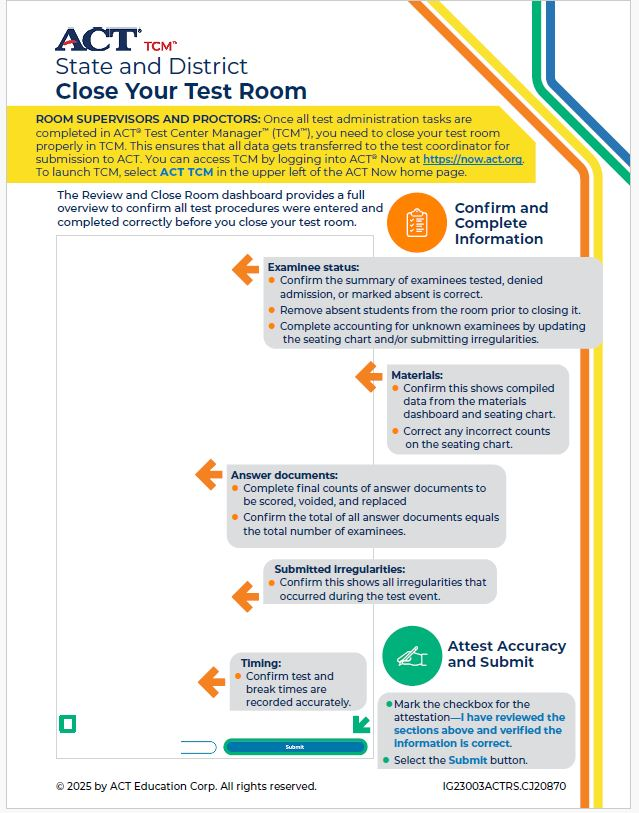 ACT® TCM™
State and District
Close Your Test Room
ROOM SUPERVISORS AND PROCTORS: Once all test administration tasks are
completed in ACT® Test Center Manager™ (TCM™), you need to close your test room
properly in TCM. This ensures that all data gets transferred to the test coordinator for
submission to ACT. You can access TCM by logging into ACT® Now at https://now.act.org.
To launch TCM, select ACT TCM in the upper left of the ACT Now home page.
The Review and Close Room dashboard provides a full
overview to confirm all test procedures were entered and
completed correctly before you close your test room.
Confirm and
Complete
Information
Examinee status:
• Confirm the summary of examinees tested, denied
admission, or marked absent is correct.
• Remove absent students from the room prior to closing it.
• Complete accounting for unknown examinees by updating
the seating chart and/or submitting irregularities.
Materials:
• Confirm this shows compiled
data from the materials
dashboard and seating chart.
• Correct any incorrect counts
on the seating chart.
Answer documents:
• Complete final counts of answer documents to
be scored, voided, and replaced
• Confirm the total of all answer documents equals
the total number of examinees.
Submitted Irregularities:
• Confirm this shows all irregularities that
occurred during the test event.
Attest Accuracy
and Submit
Timing:
• Confirm test and
break times are
recorded accurately.
• Mark the checkbox for the
attestation—I have reviewed the
sections above and verified the
information is correct.
• Select the Submit button.
Submit
© 2025 by ACT Education Corp. All rights reserved.
IG23003ACTRS.CJ20870